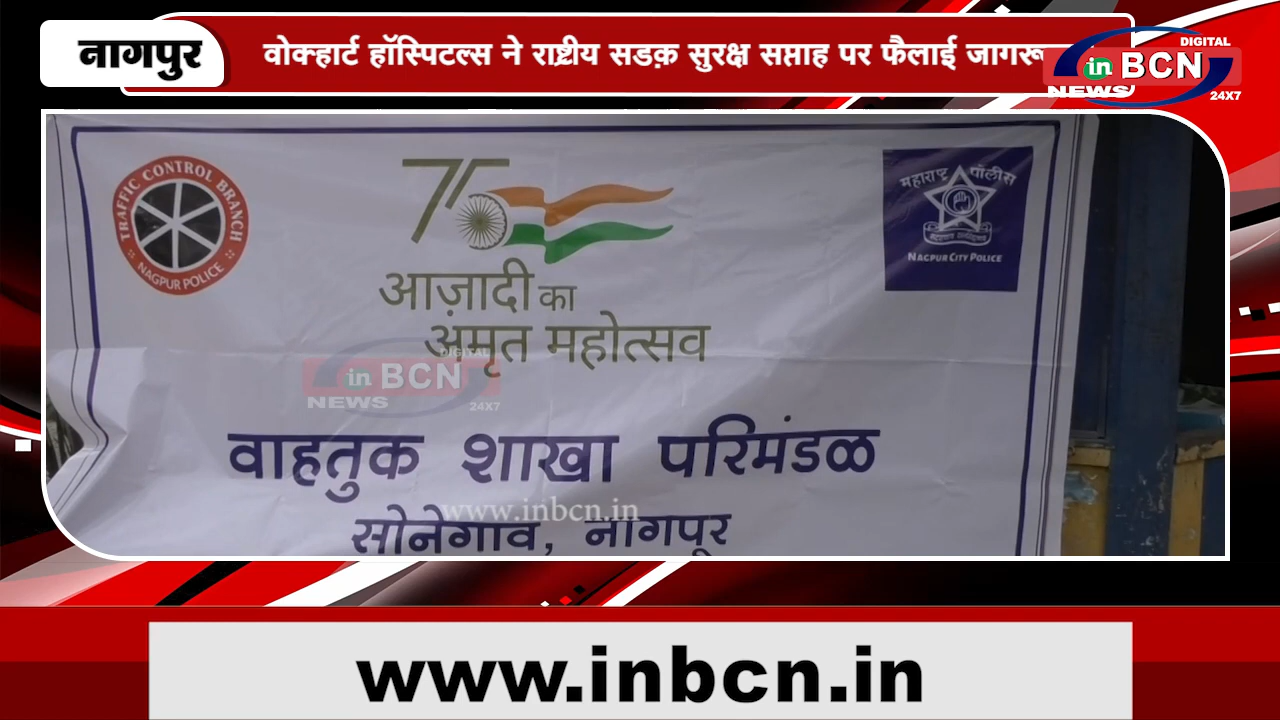 नागपुर
वोक्हार्ट हॉस्पिटल्स ने राष्ट्रीय सडक़ सुरक्ष सप्ताह पर फैलाई जागरू
DIGITAL
in BCN
NEWS
24X7
TRAFFIC CONTROL BRANCH
NAGPUR POLICE
75
आज़ादी का
अमृत महोत्सव
महाराष्ट्र पोलीस
NAGPUR CITY POLICE
DIGITAL
in BCN
NEWS
24X7
वाहतुक शाखा परिमंडळ
www.inbcn.in
सोनेगाव, नागपूर
www.inbcn.in